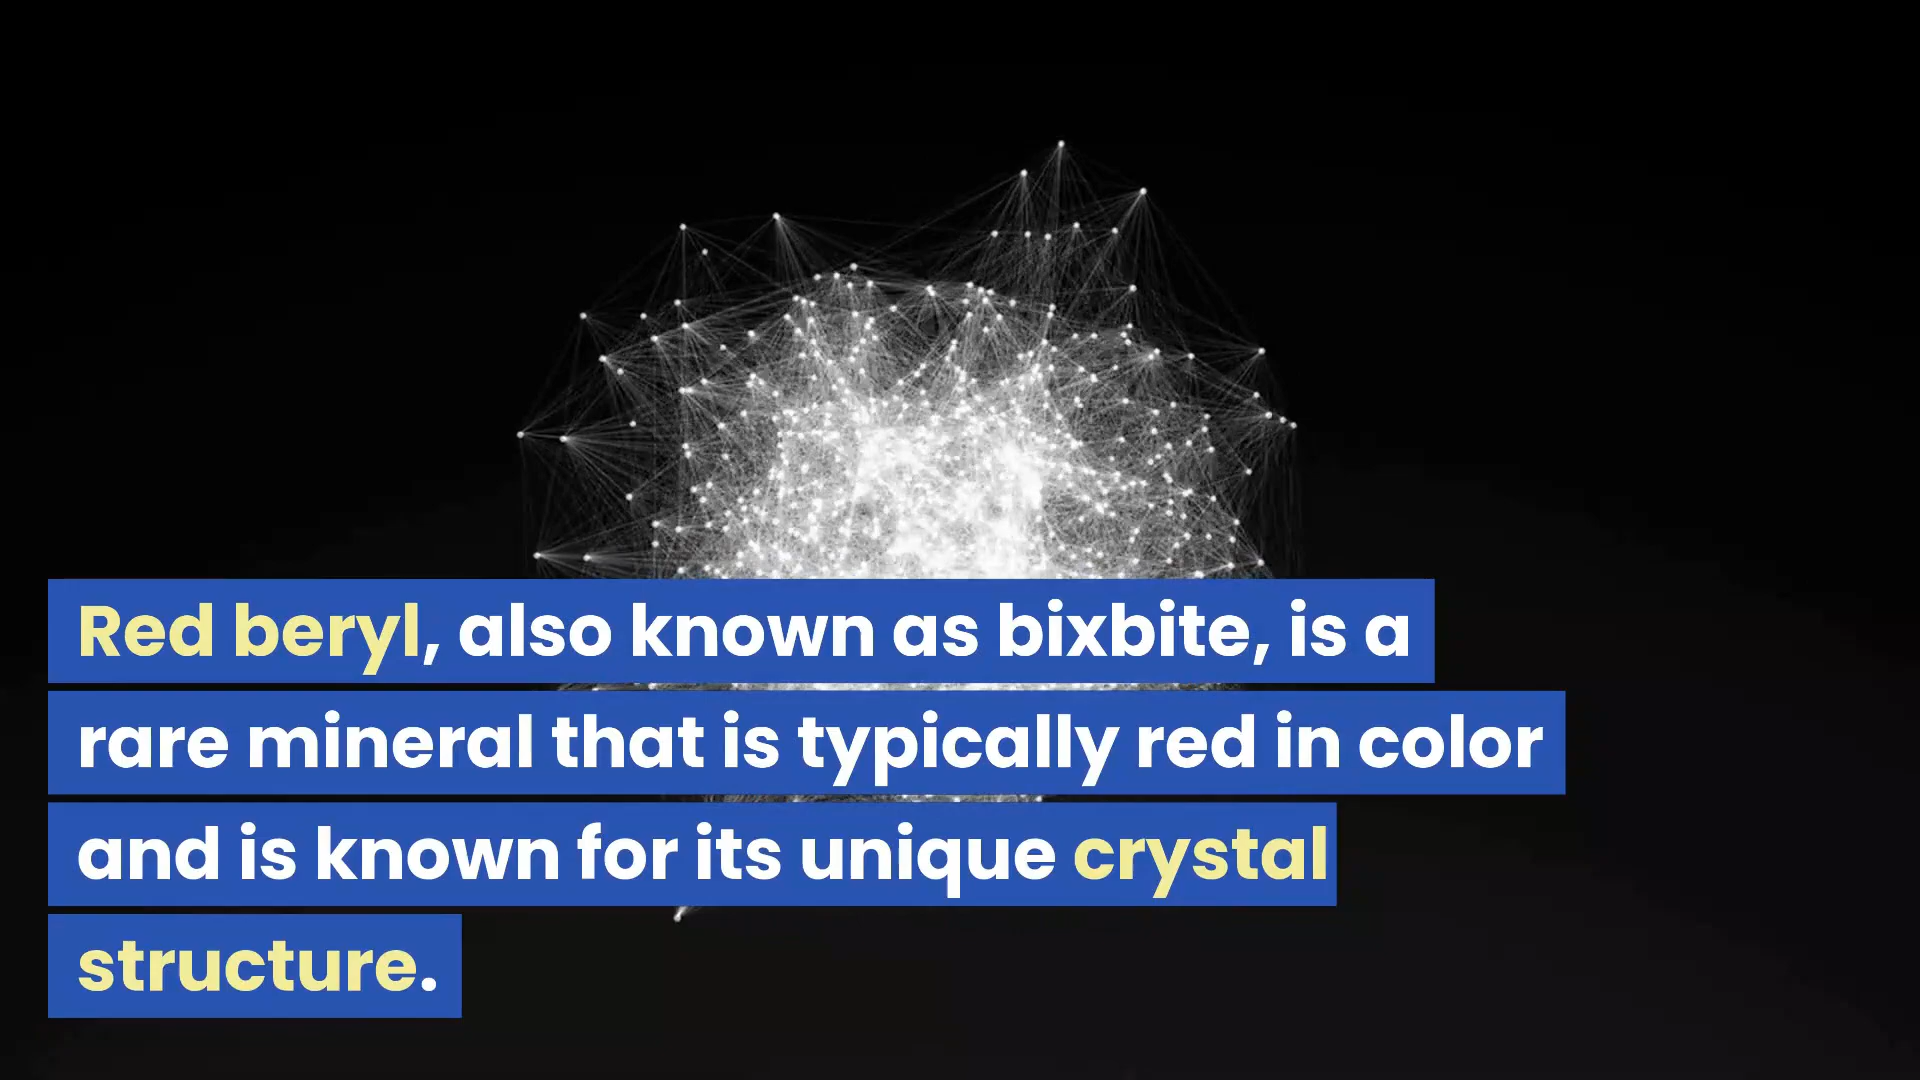 Red beryl, also known as bixbite, is a
rare mineral that is typically red in color
and is known for its unique crystal
structure.